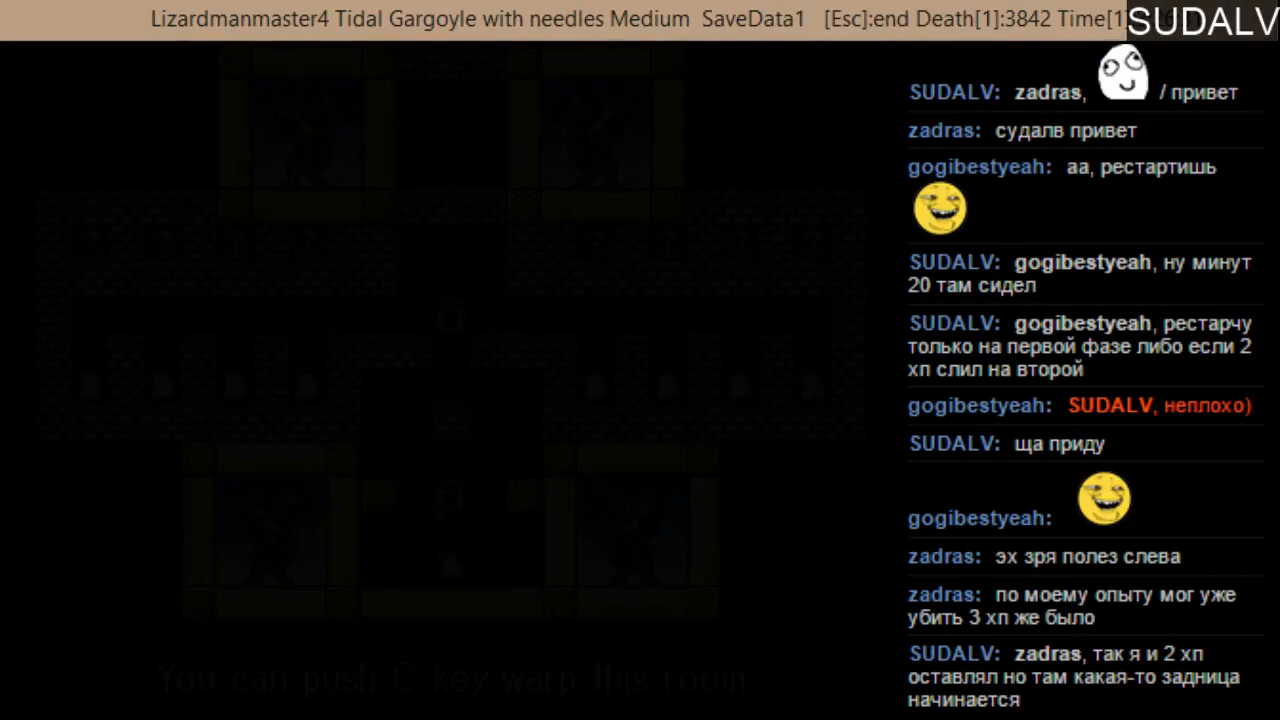 Lizardmanmaster4 Tidal Gargoyle with needles Medium  SaveData1   [Esc]:end Death[1]:3842 Time[1]
SUDALV
SUDALV: zadras, / привет
zadras: судалв привет
gogibestyeah: аа, рестартишь
SUDALV: gogibestyeah, ну минут
20 там сидел
SUDALV: gogibestyeah, рестарчу
только на первой фазе либо если 2
хп слил на второй
gogibestyeah: SUDALV, неплохо)
SUDALV: ща приду
gogibestyeah:
zadras: эх зря полез слева
zadras: по моему опыту мог уже
убить 3 хп же было
SUDALV: zadras, так я и 2 хп
оставлял но там какая-то задница
начинается
You can push C key warp this room